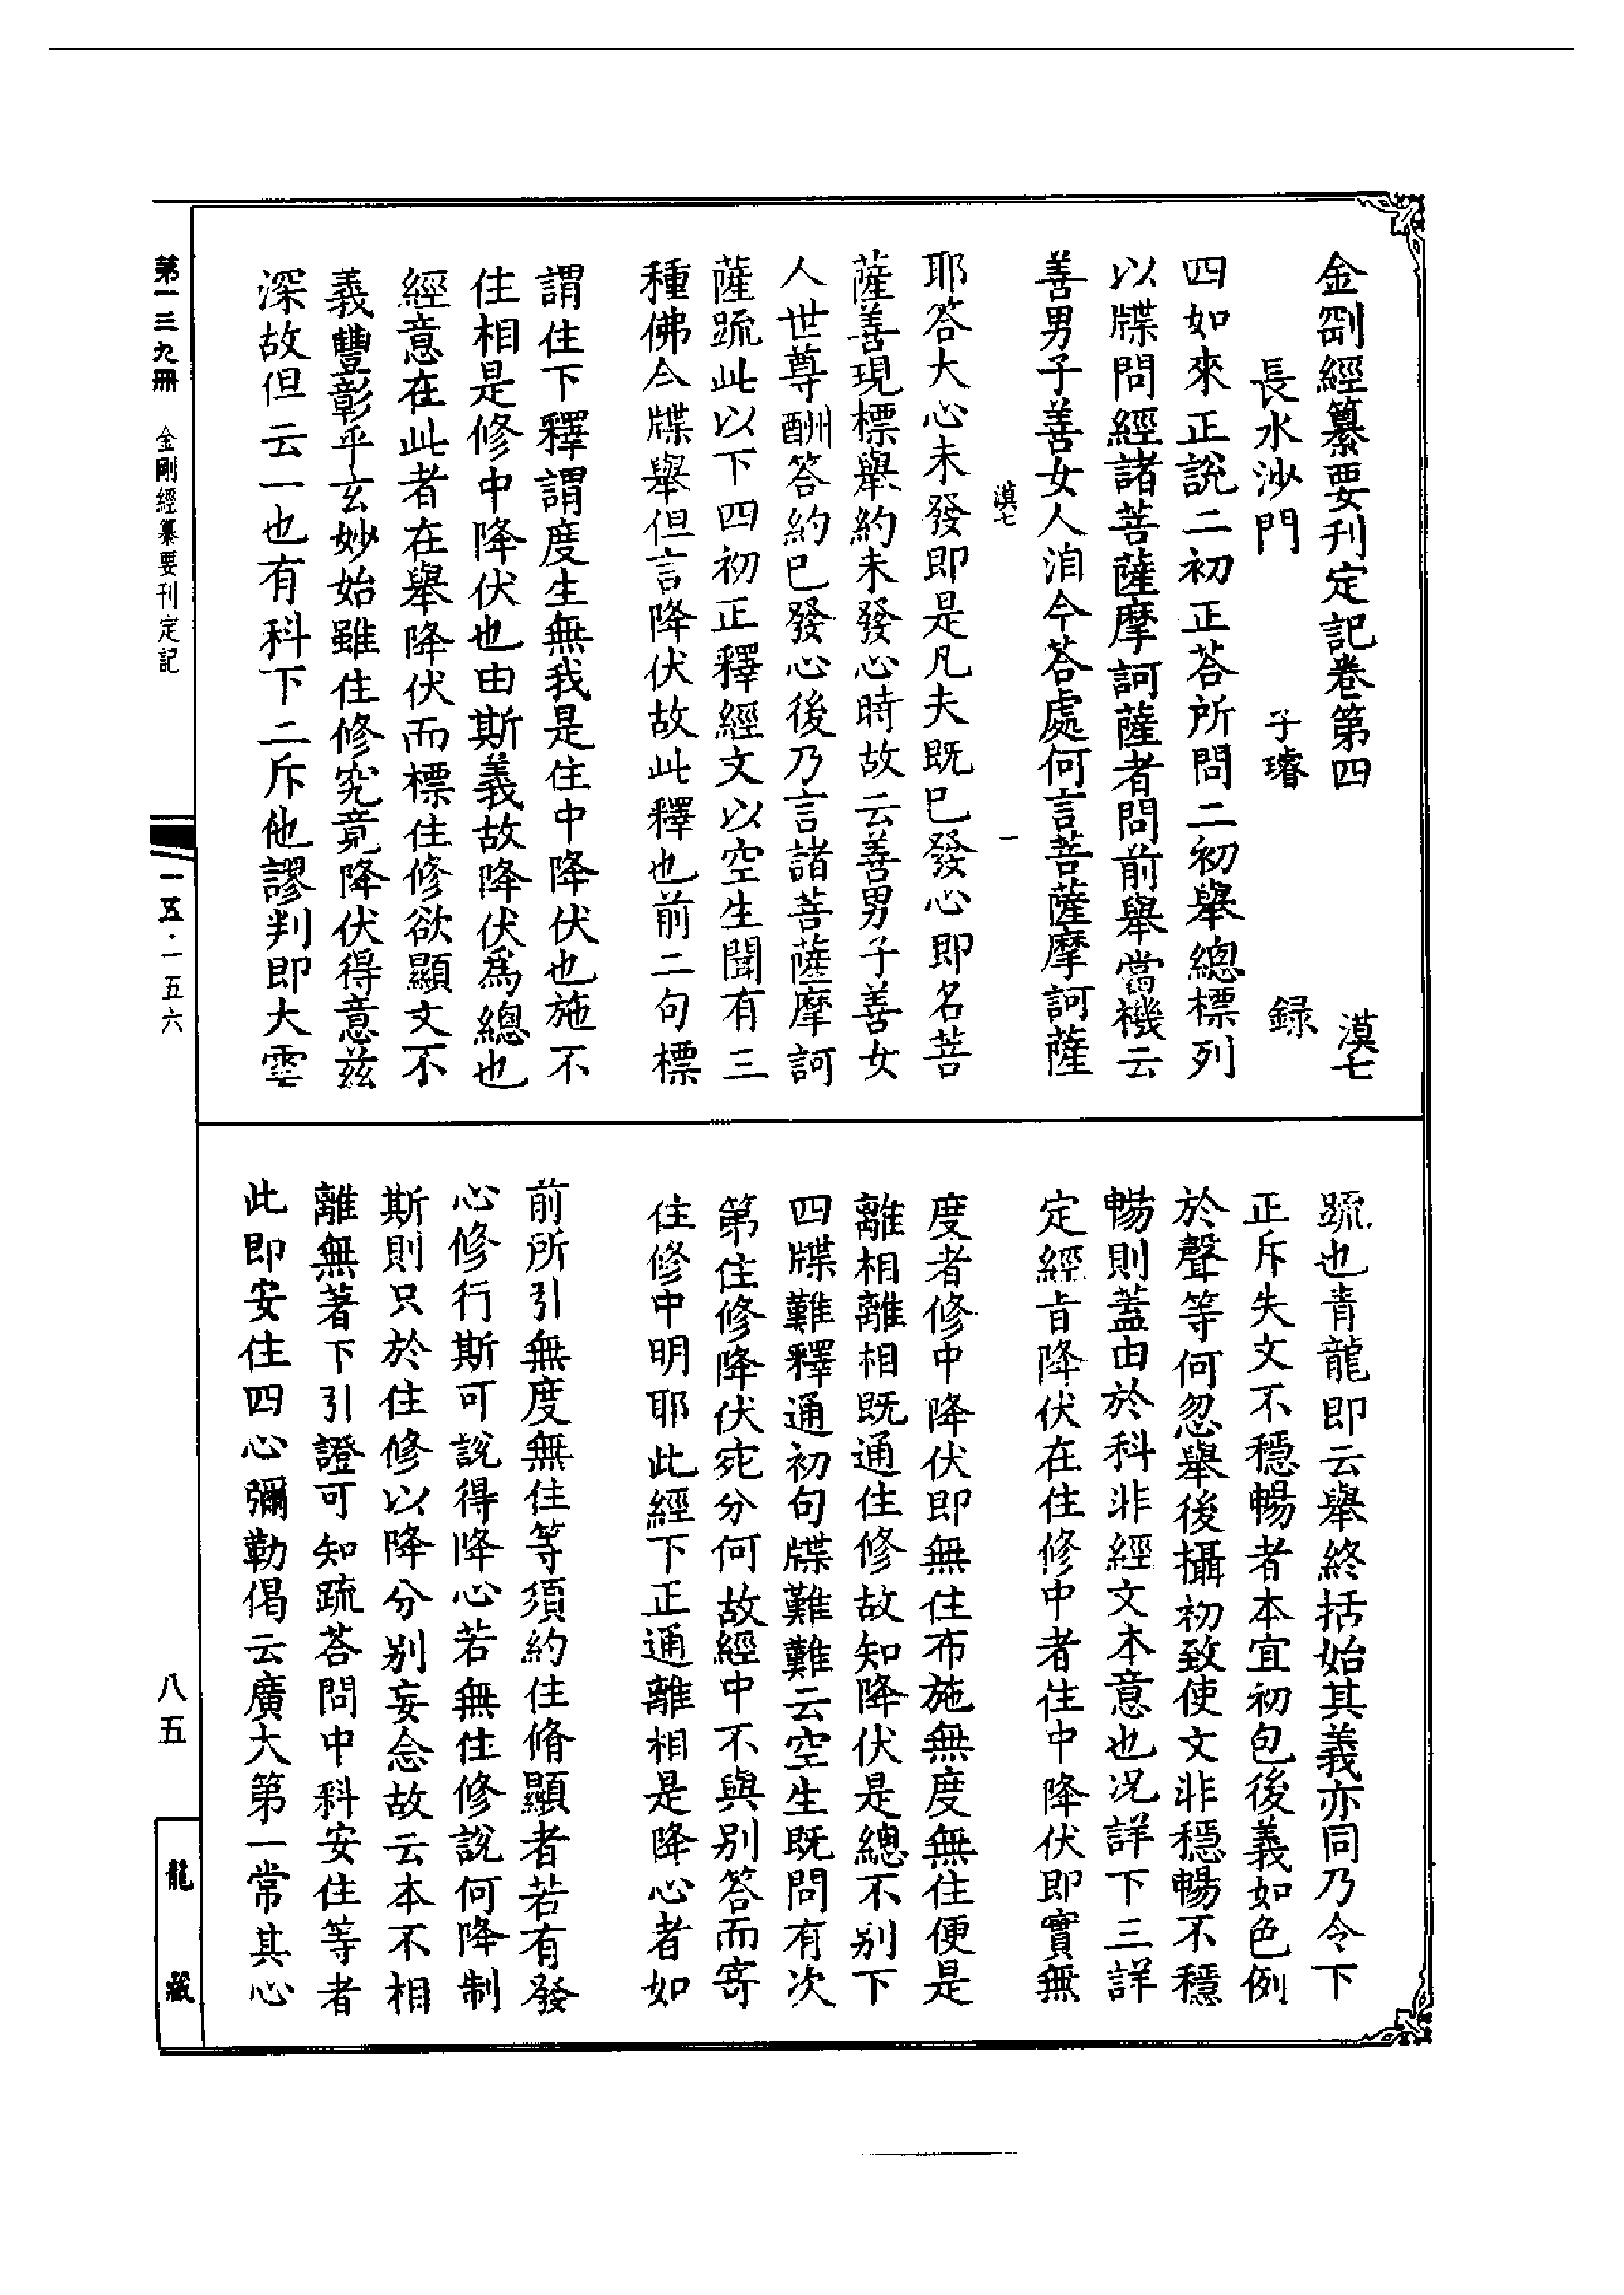 金剛經纂要刊定記卷第四　漠七
長水沙門　子璿　録
四如來正說二初正荅所問二初舉總標列
以牒問經諸菩薩摩訶薩者問前舉當機云
善男子善女人洎今荅處何言菩薩摩訶薩
漠七　一
耶答大心未發即是凡夫既巳發心即名菩
薩善現標舉約未發心時故云善男子善女
人世尊酬答約巳發心後乃言諸菩薩摩訶
薩䟽此以下四初正釋經文以空生聞有三
種佛今牒舉但言降伏故此釋也前二句標
謂住下釋謂度生無我是住中降伏也施不
住相是修中降伏也由斯義故降伏為總也
經意在此者在舉降伏而標住修欲顯文不
義豐彰乎玄妙始雖住修究竟降伏得意兹
深故但云一也有科下二斥他謬判即大雲
䟽也青龍即云舉終括始其義亦同乃令下
正斥失文不穩暢者本宜初包後義如色例
於聲等何忽舉後攝初致使文非穩暢不穩
暢則蓋由於科非經文本意也况詳下三詳
定經旨降伏在住修中者住中降伏即實無
度者修中降伏即無住布施無度無住便是
離相離相既通住修故知降伏是總不别下
四牒難釋通初句牒難難云空生既問有次
第住修降伏宛分何故經中不與别答而寄
住修中明耶此經下正通離相是降心者如
前所引無度無住等須約住脩顯者若有發
心修行斯可說得降心若無住修說何降制
斯則只於住修以降分别妄念故云本不相
離無著下引證可知䟽荅問中科安住等者
此即安住四心彌勒偈云廣大第一常其心
第一三九冊　金剛經纂要刊定記　一五·一五六　八五　龍藏